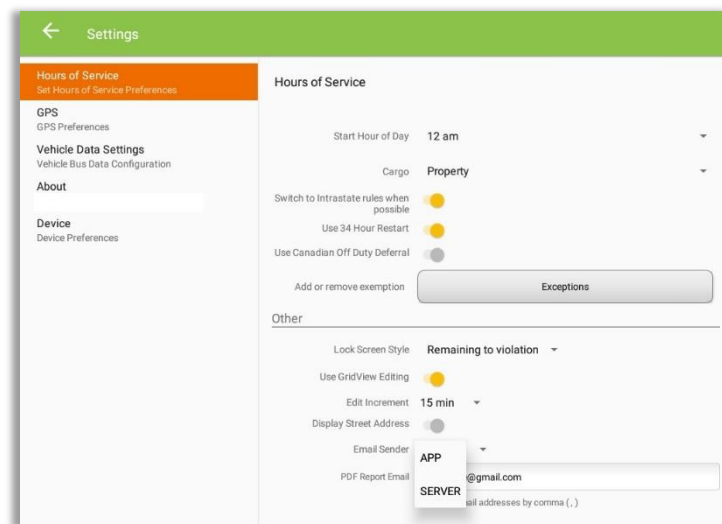 Settings
Hours of Service
Set Hours of Service Preferences
GPS
GPS Preferences
Vehicle Data Settings
Vehicle Bus Data Configuration
About
Device
Device Preferences
Hours of Service
Start Hour of Day 12 am
Cargo Property
Switch to Intrastate rules when
possible
Use 34 Hour Restart
Use Canadian Off Duty Deferral
Add or remove exemption Exceptions
Other
Lock Screen Style Remaining to violation
Use GridView Editing
Edit Increment 15 min
Display Street Address
Email Sender
APP
PDF Report Email @gmail.com
SERVER
addresses by comma (,)